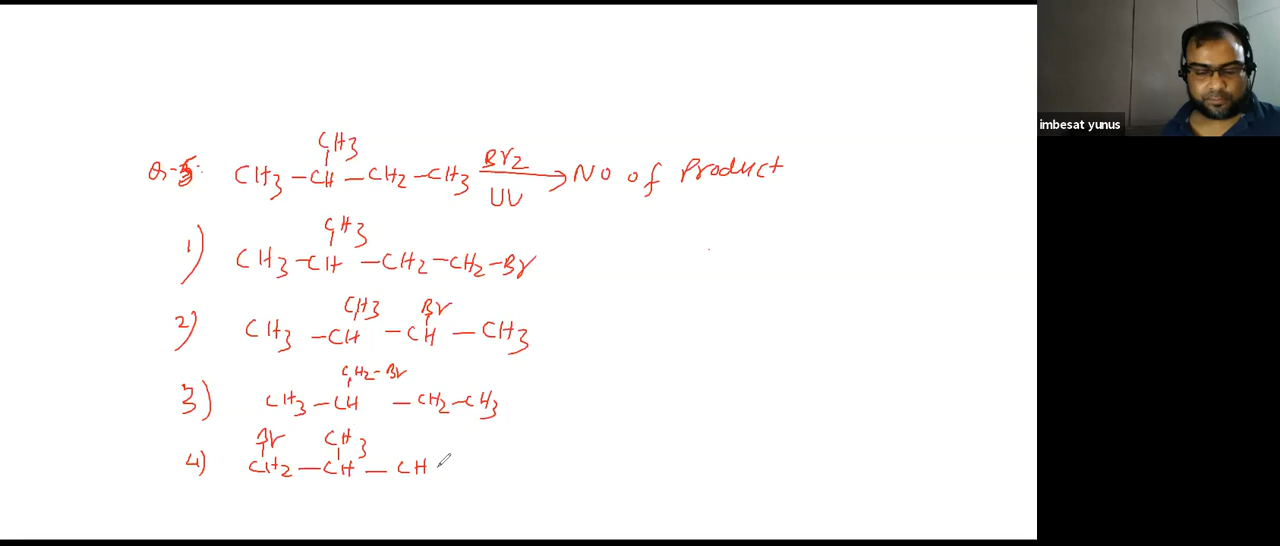 CH3
Q-5: CH3 - CH - CH2 - CH3 Br2 UV → No of Product
CH3
1) CH3 - CH - CH2 - CH2 - Br
CH3 Br
2) CH3 - CH - CH - CH3
CH2 - Br
3) CH3 - CH - CH2 - CH3
Br CH3
4) CH2 - CH - CH
imbesat yunus